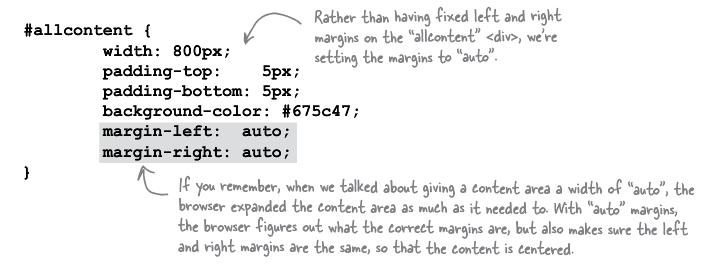 #allcontent {
width: 800px;
padding-top: 5px;
padding-bottom: 5px;
background-color: #675c47;
margin-left: auto;
margin-right: auto;
}
Rather than having fixed left and right
margins on the "allcontent" <div>, we're
setting the margins to "auto".
If you remember, when we talked about giving a content area a width of "auto", the
browser expanded the content area as much as it needed to. With "auto" margins,
the browser figures out what the correct margins are, but also makes sure the left
and right margins are the same, so that the content is centered.